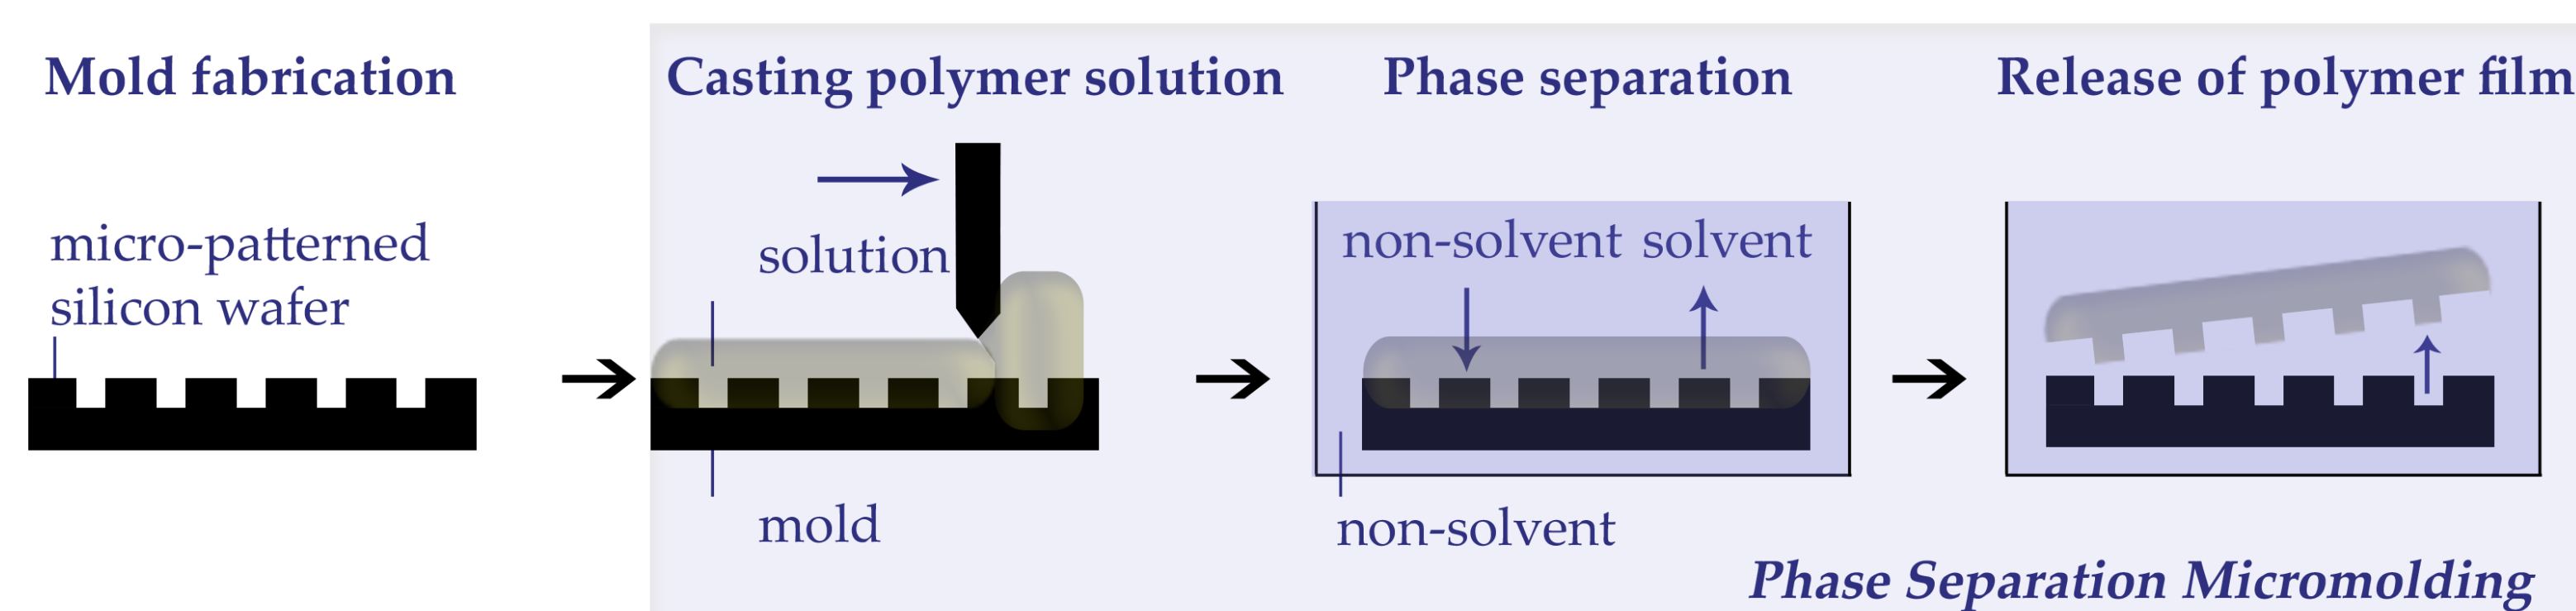 Mold fabrication
Casting polymer solution
Phase separation
Release of polymer film
micro-patterned
silicon wafer
solution
mold
non-solvent
solvent
non-solvent
Phase Separation Micromolding